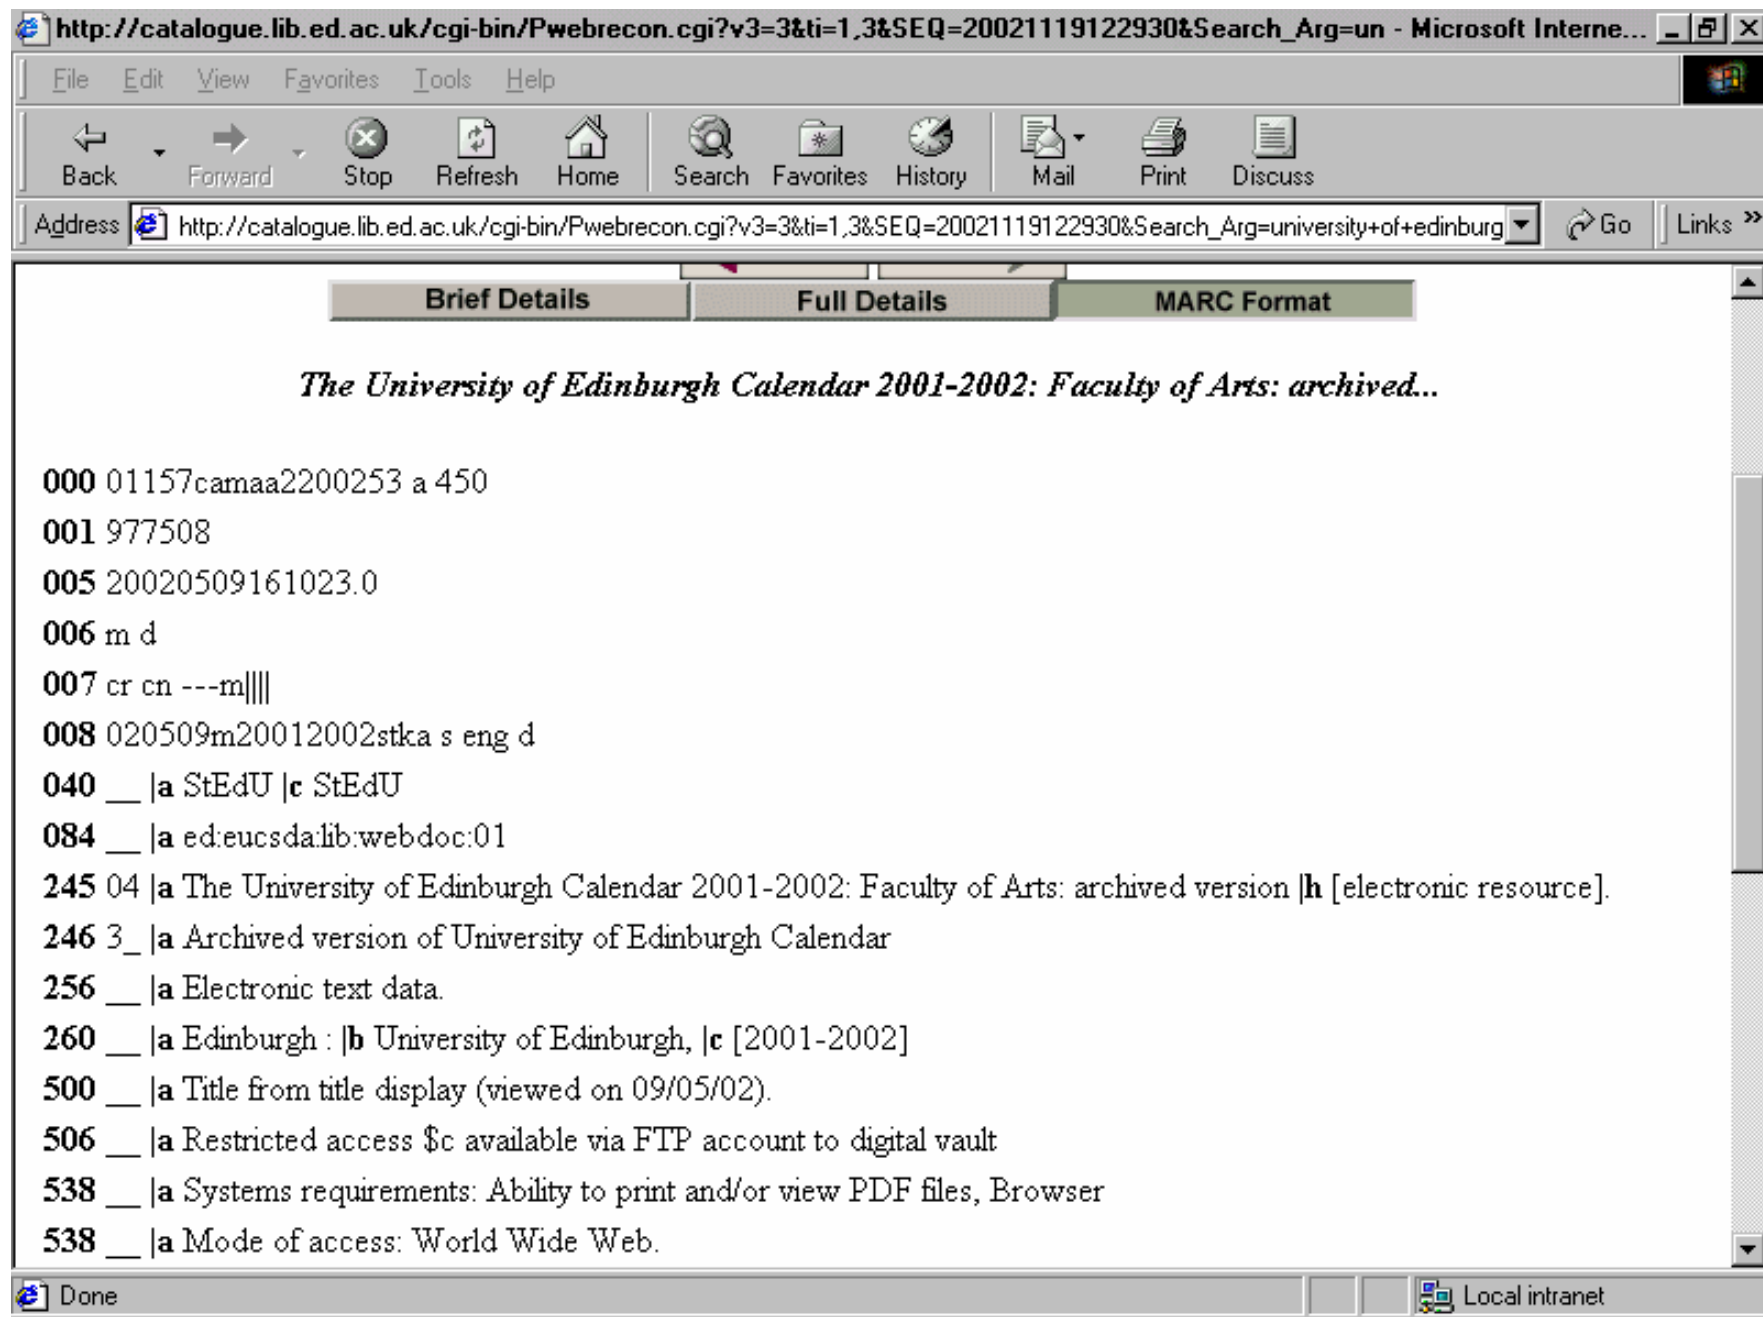 http://catalogue.lib.ed.ac.uk/cgi-bin/Pwebrecon.cgi?v3=3&ti=1,3&SEQ=20021119122930&Search_Arg=un - Microsoft Interne...
File Edit View Favorites Tools Help
Back Forward Stop Refresh Home Search Favorites History Mail Print Discuss
Address http://catalogue.lib.ed.ac.uk/cgi-bin/Pwebrecon.cgi?v3=3&ti=1,3&SEQ=20021119122930&Search_Arg=university+of+edinburg Go Links »
Brief Details Full Details MARC Format
The University of Edinburgh Calendar 2001-2002: Faculty of Arts: archived...
000 01157camaa2200253 a 450
001 977508
005 20020509161023.0
006 m d
007 cr cn ---m||||
008 020509m20012002stka s eng d
040 __ |a StEdU |c StEdU
084 __ |a ed:eucsda:lib:webdoc:01
245 04 |a The University of Edinburgh Calendar 2001-2002: Faculty of Arts: archived version |h [electronic resource].
246 3_ |a Archived version of University of Edinburgh Calendar
256 __ |a Electronic text data.
260 __ |a Edinburgh : |b University of Edinburgh, |c [2001-2002]
500 __ |a Title from title display (viewed on 09/05/02).
506 __ |a Restricted access $c available via FTP account to digital vault
538 __ |a Systems requirements: Ability to print and/or view PDF files, Browser
538 __ |a Mode of access: World Wide Web.
Done Local intranet